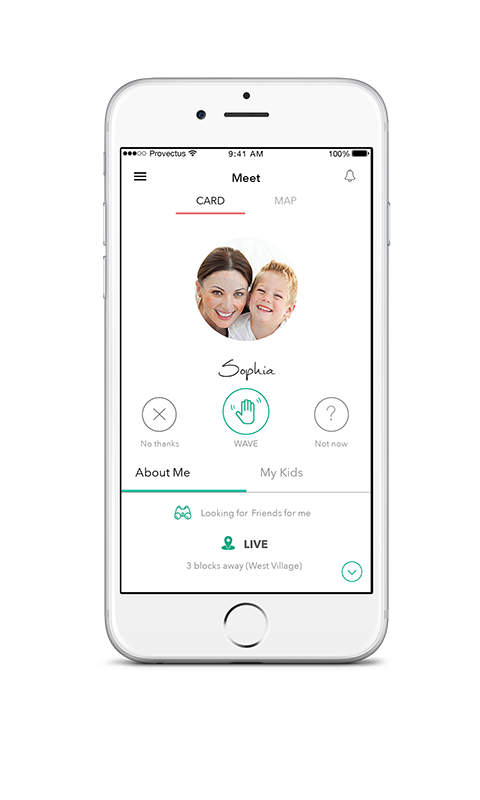 Provectus 9:41 AM 100%
Meet
CARD MAP
Sophia
? 
No thanks WAVE Not now
About Me My Kids
Looking for Friends for me
LIVE
3 blocks away (West Village)